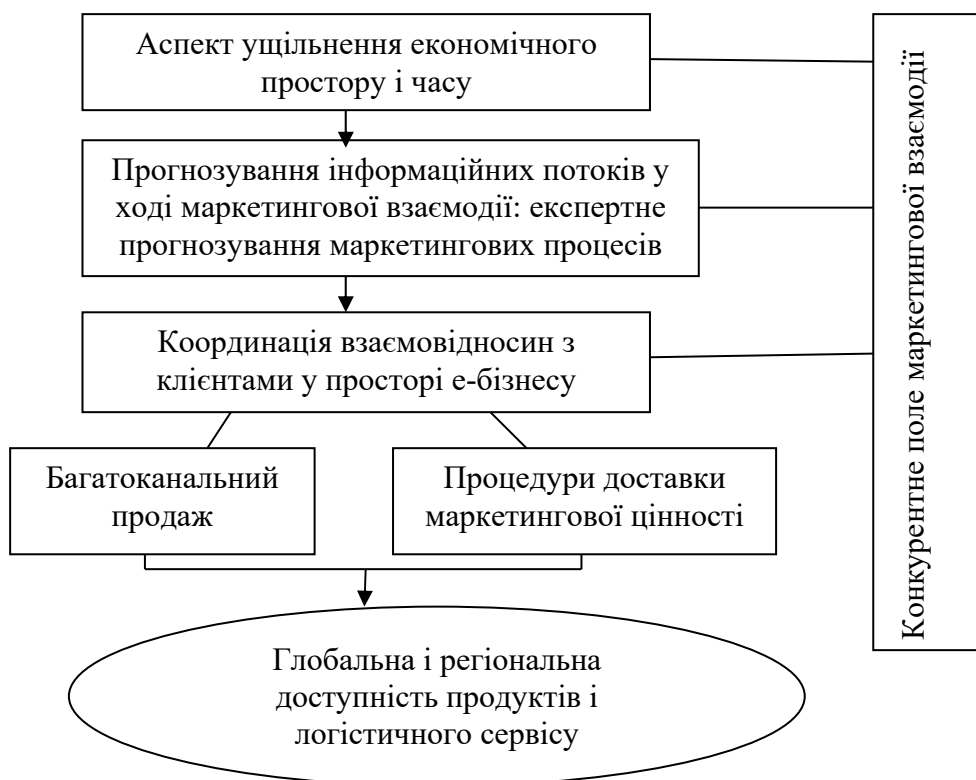 Аспект ущільнення економічного
простору і часу
Прогнозування інформаційних потоків у
ході маркетингової взаємодії: експертне
прогнозування маркетингових процесів
Координація взаємовідносин з
клієнтами у просторі е-бізнесу
Багатоканальний
продаж
Процедури доставки
маркетингової цінності
Глобальна і регіональна
доступність продуктів і
логістичного сервісу
Конкурентне поле маркетингової взаємодії